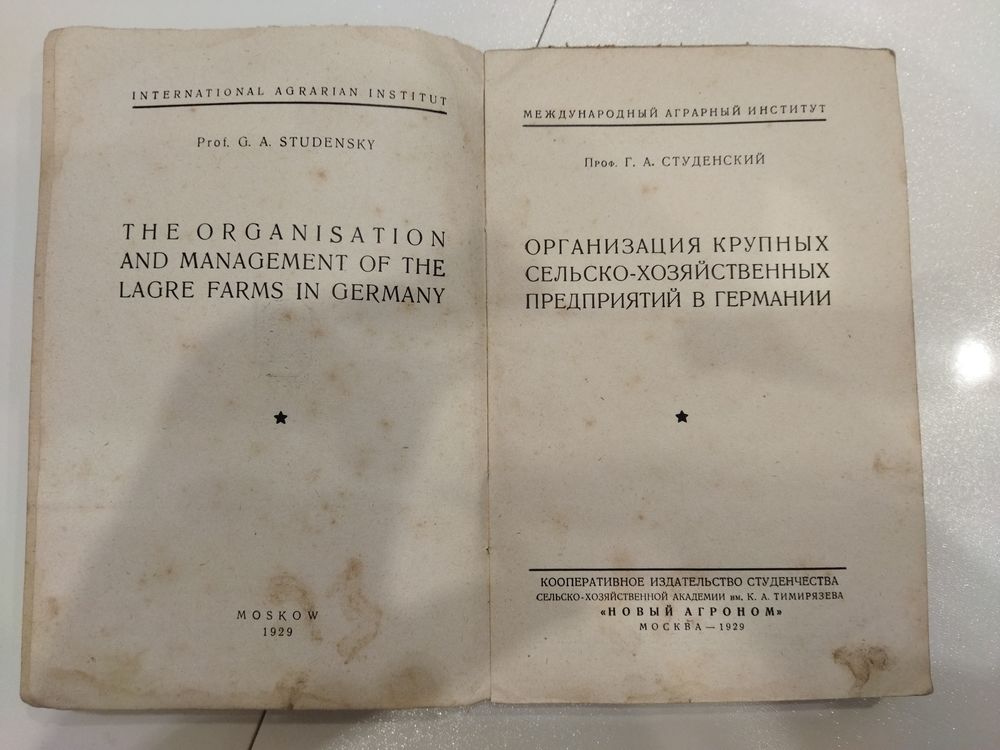 INTERNATIONAL AGRARIAN INSTITUT
Prof. G. A. STUDENSKY
THE ORGANISATION
AND MANAGEMENT OF THE
LAGRE FARMS IN GERMANY
MOSKOW
1929
МЕЖДУНАРОДНЫЙ АГРАРНЫЙ ИНСТИТУТ
Проф. Г. А. СТУДЕНСКИЙ
ОРГАНИЗАЦИЯ КРУПНЫХ
СЕЛЬСКО-ХОЗЯЙСТВЕННЫХ
ПРЕДПРИЯТИЙ В ГЕРМАНИИ
КООПЕРАТИВНОЕ ИЗДАТЕЛЬСТВО СТУДЕНЧЕСТВА
СЕЛЬСКО-ХОЗЯЙСТВЕННОЙ АКАДЕМИИ им. К. А. ТИМИРЯЗЕВА
«НОВЫЙ АГРОНОМ»
МОСКВА — 1929